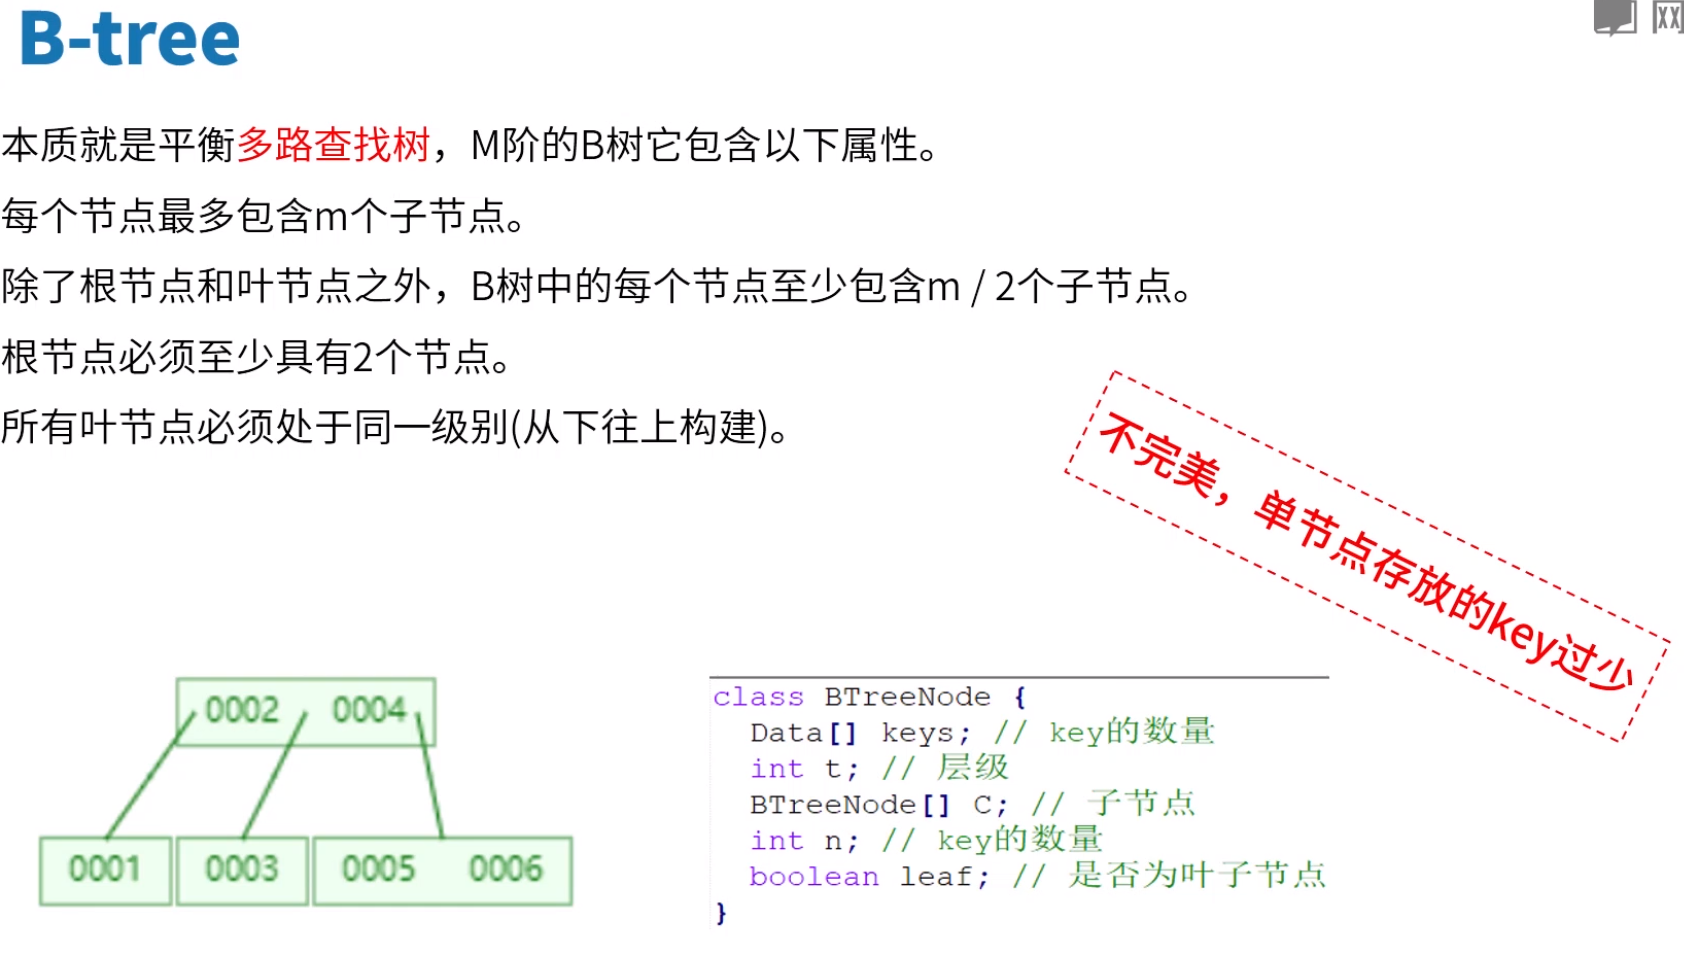 B-tree
本质就是平衡多路查找树，M阶的B树它包含以下属性。
每个节点最多包含m个子节点。
除了根节点和叶节点之外，B树中的每个节点至少包含m / 2个子节点。
根节点必须至少具有2个节点。
所有叶节点必须处于同一级别(从下往上构建)。
不完美，单节点存放的key过少
0002 0004
0001 0003 0005 0006
class BTreeNode {
Data[] keys; // key的数量
int t; // 层级
BTreeNode[] C; // 子节点
int n; // key的数量
boolean leaf; // 是否为叶子节点
}